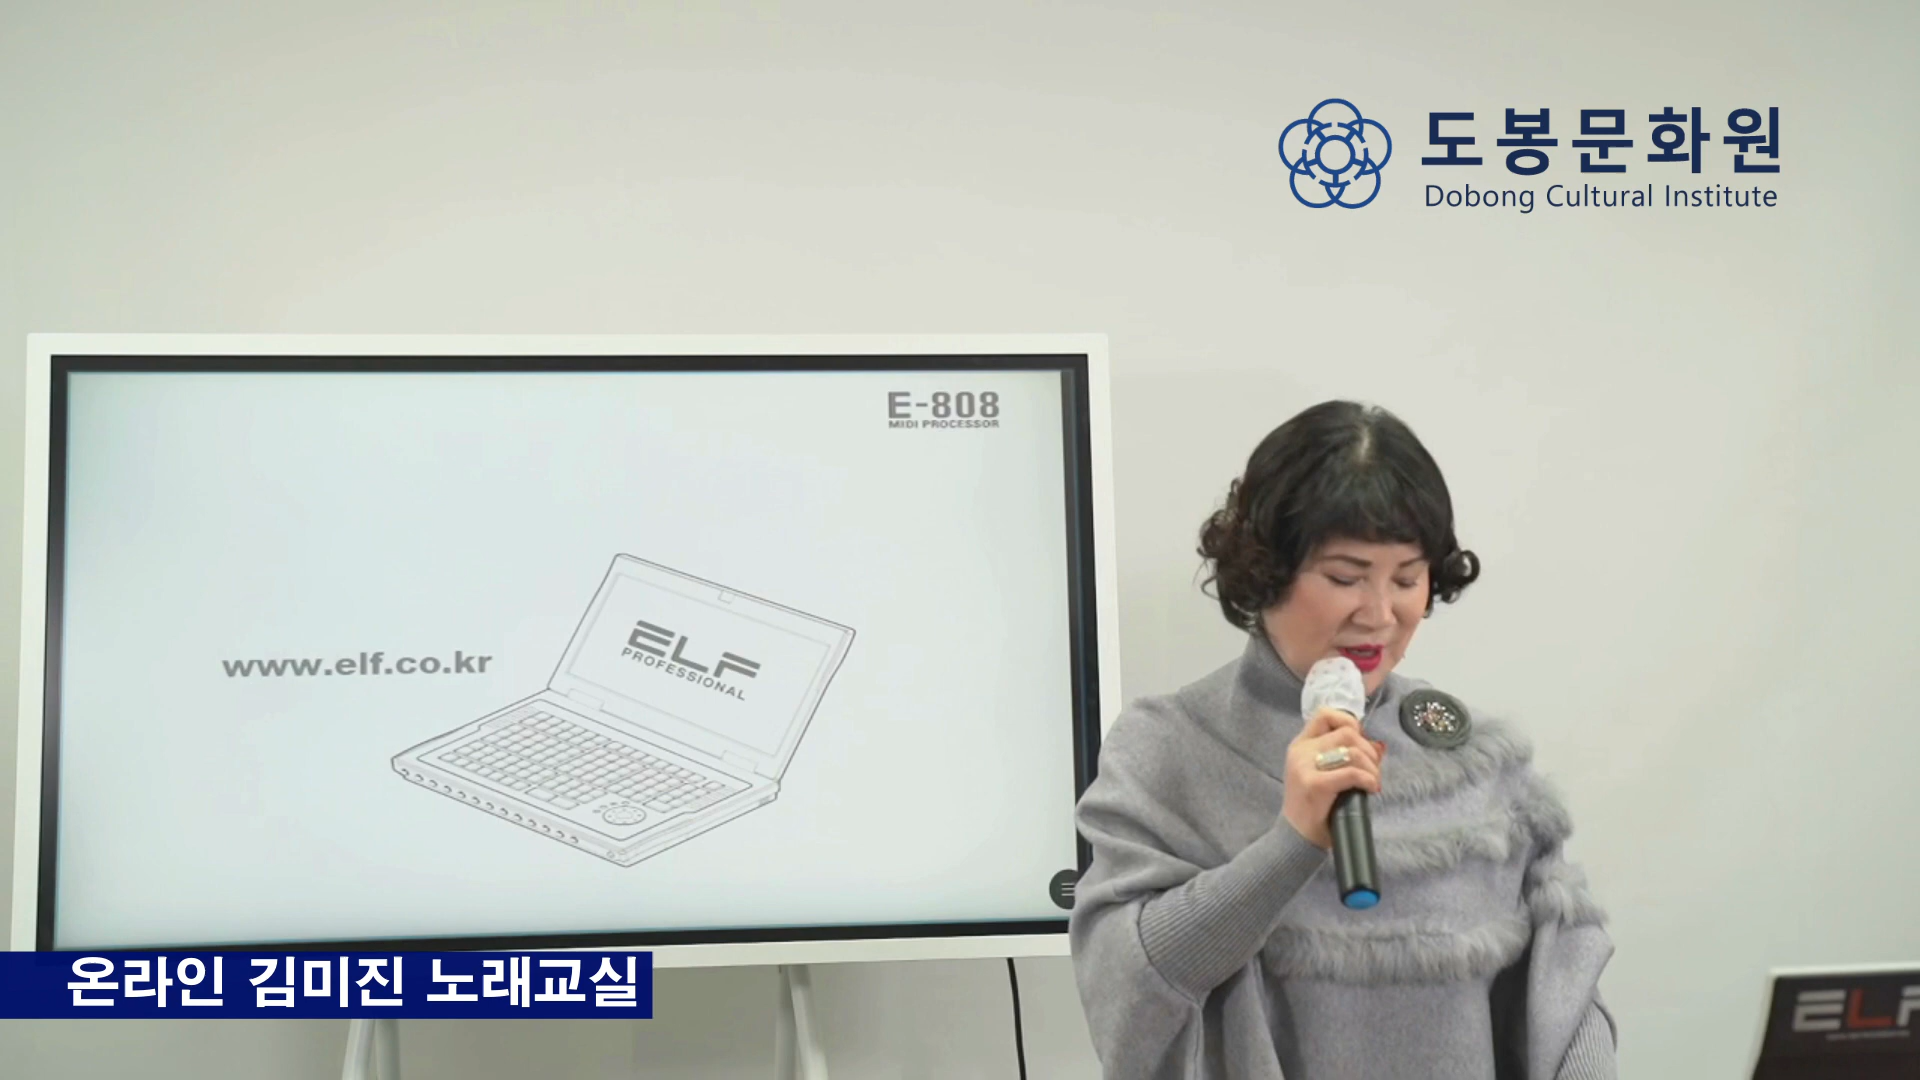 도봉문화원
Dobong Cultural Institute
E-808
MIDI PROCESSOR
www.elf.co.kr
ELF
PROFESSIONAL
온라인 김미진 노래교실
ELF